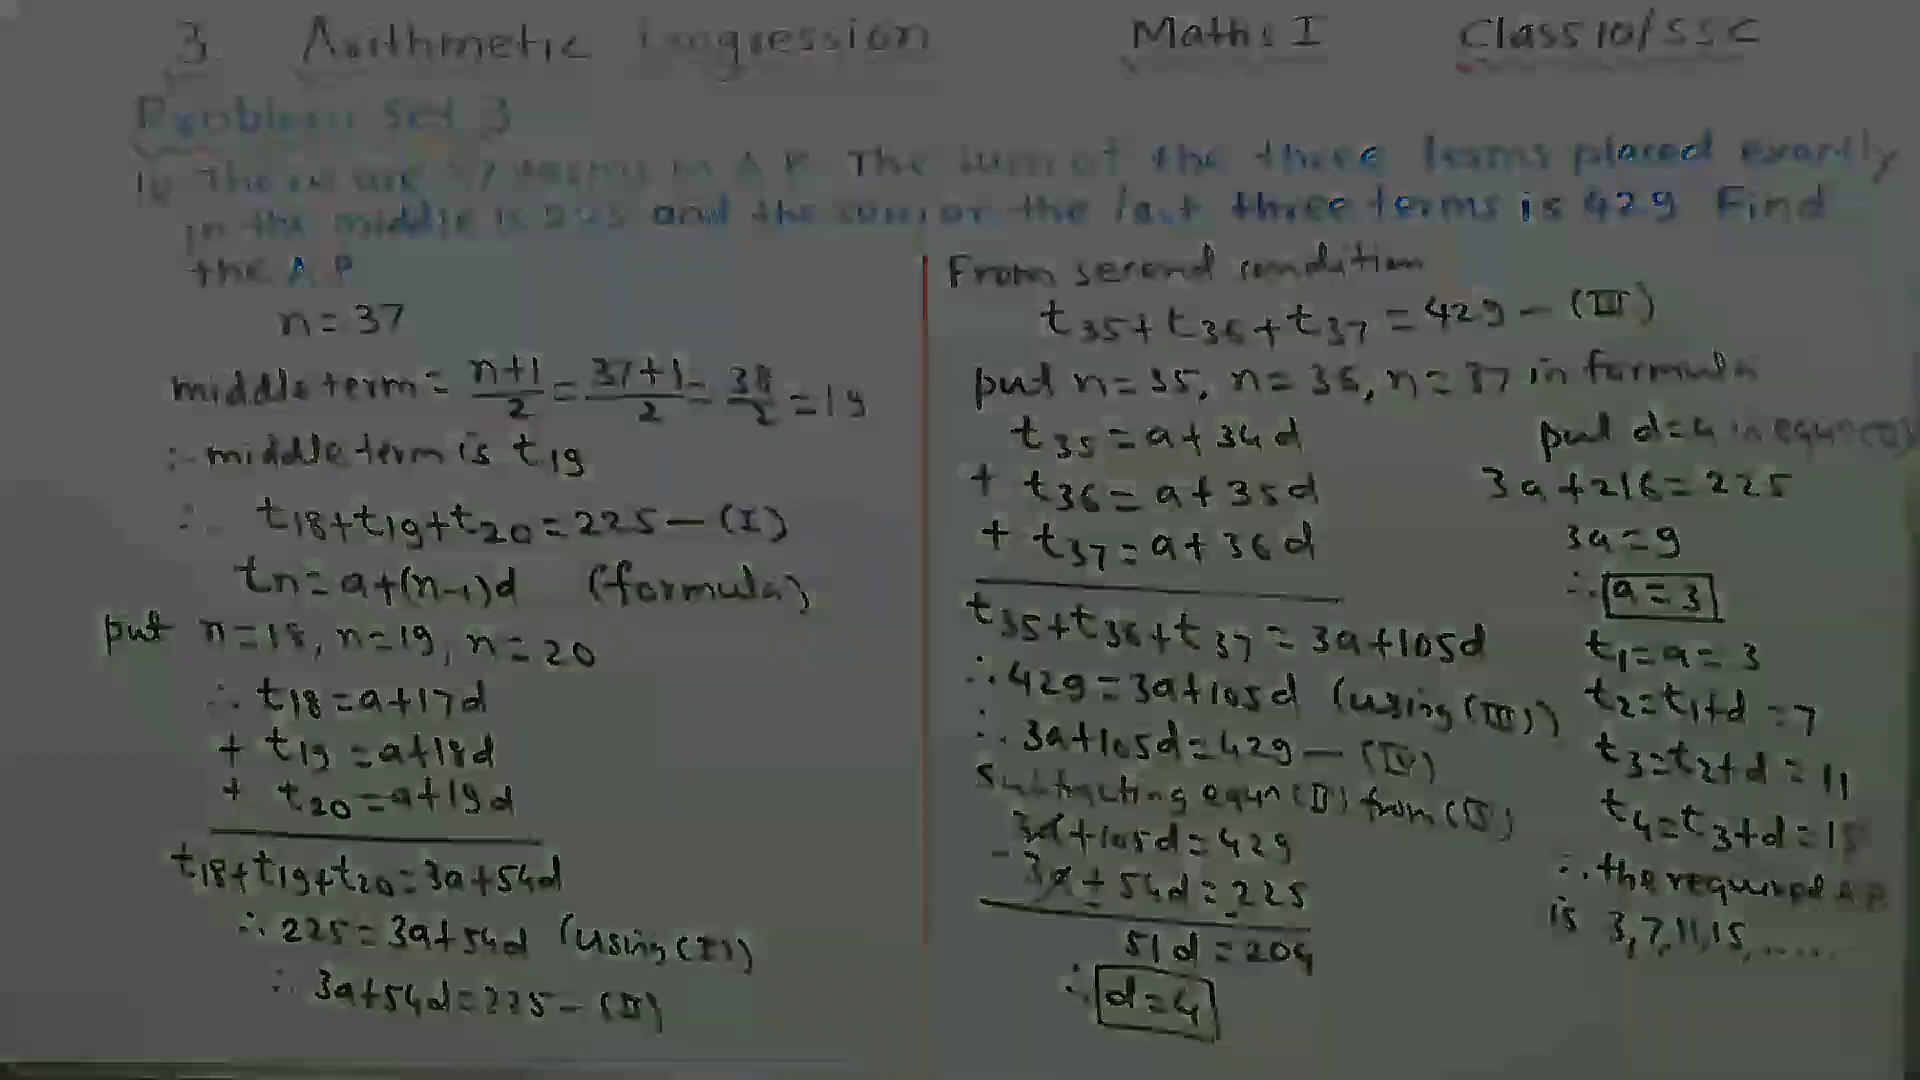 3 Arithmetic Progression Maths I Class 10/SSC
Problem Set 3
There are 37 terms in A.P. The sum of the three terms placed exactly
in the middle is 225 and the sum of the last three terms is 429 Find
the A.P
n=37
middle term = n+1/2 = 37+1/2 = 38/2 = 19
∴ middle term is t19
∴ t18+t19+t20=225 — (I)
tn=a+(n-1)d (formula)
put n=18, n=19, n=20
∴ t18=a+17d
+ t19=a+18d
+ t20=a+19d
t18+t19+t20=3a+54d
∴ 225=3a+54d (using (I))
∴ 3a+54d=225 — (II)
From second condition
t35+t36+t37=429 — (III)
put n=35, n=36, n=37 in formula
t35=a+34d
+ t36=a+35d
+ t37=a+36d
t35+t36+t37=3a+105d
∴ 429=3a+105d (using (III))
∴ 3a+105d=429 — (IV)
Subtracting equn (II) from (IV)
3a+105d=429
- 3a+54d=225
51d=204
∴ d=4
put d=4 in equn (II)
3a+216=225
3a=9
∴ a=3
t1=a=3
t2=t1+d=7
t3=t2+d=11
t4=t3+d=15
∴ the required A.P.
is 3,7,11,15,......